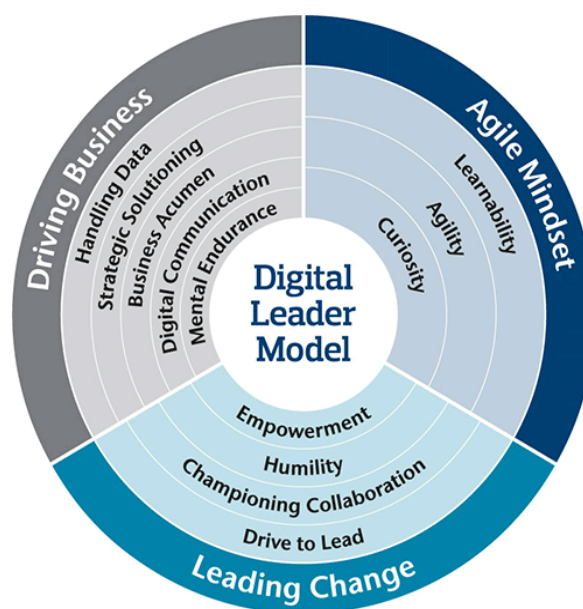 Driving Business
Handling Data
Strategic Solutioning
Business Acumen
Digital Communication
Mental Endurance
Agile Mindset
Learnability
Agility
Curiosity
Digital
Leader
Model
Empowerment
Humility
Championing Collaboration
Drive to Lead
Leading Change